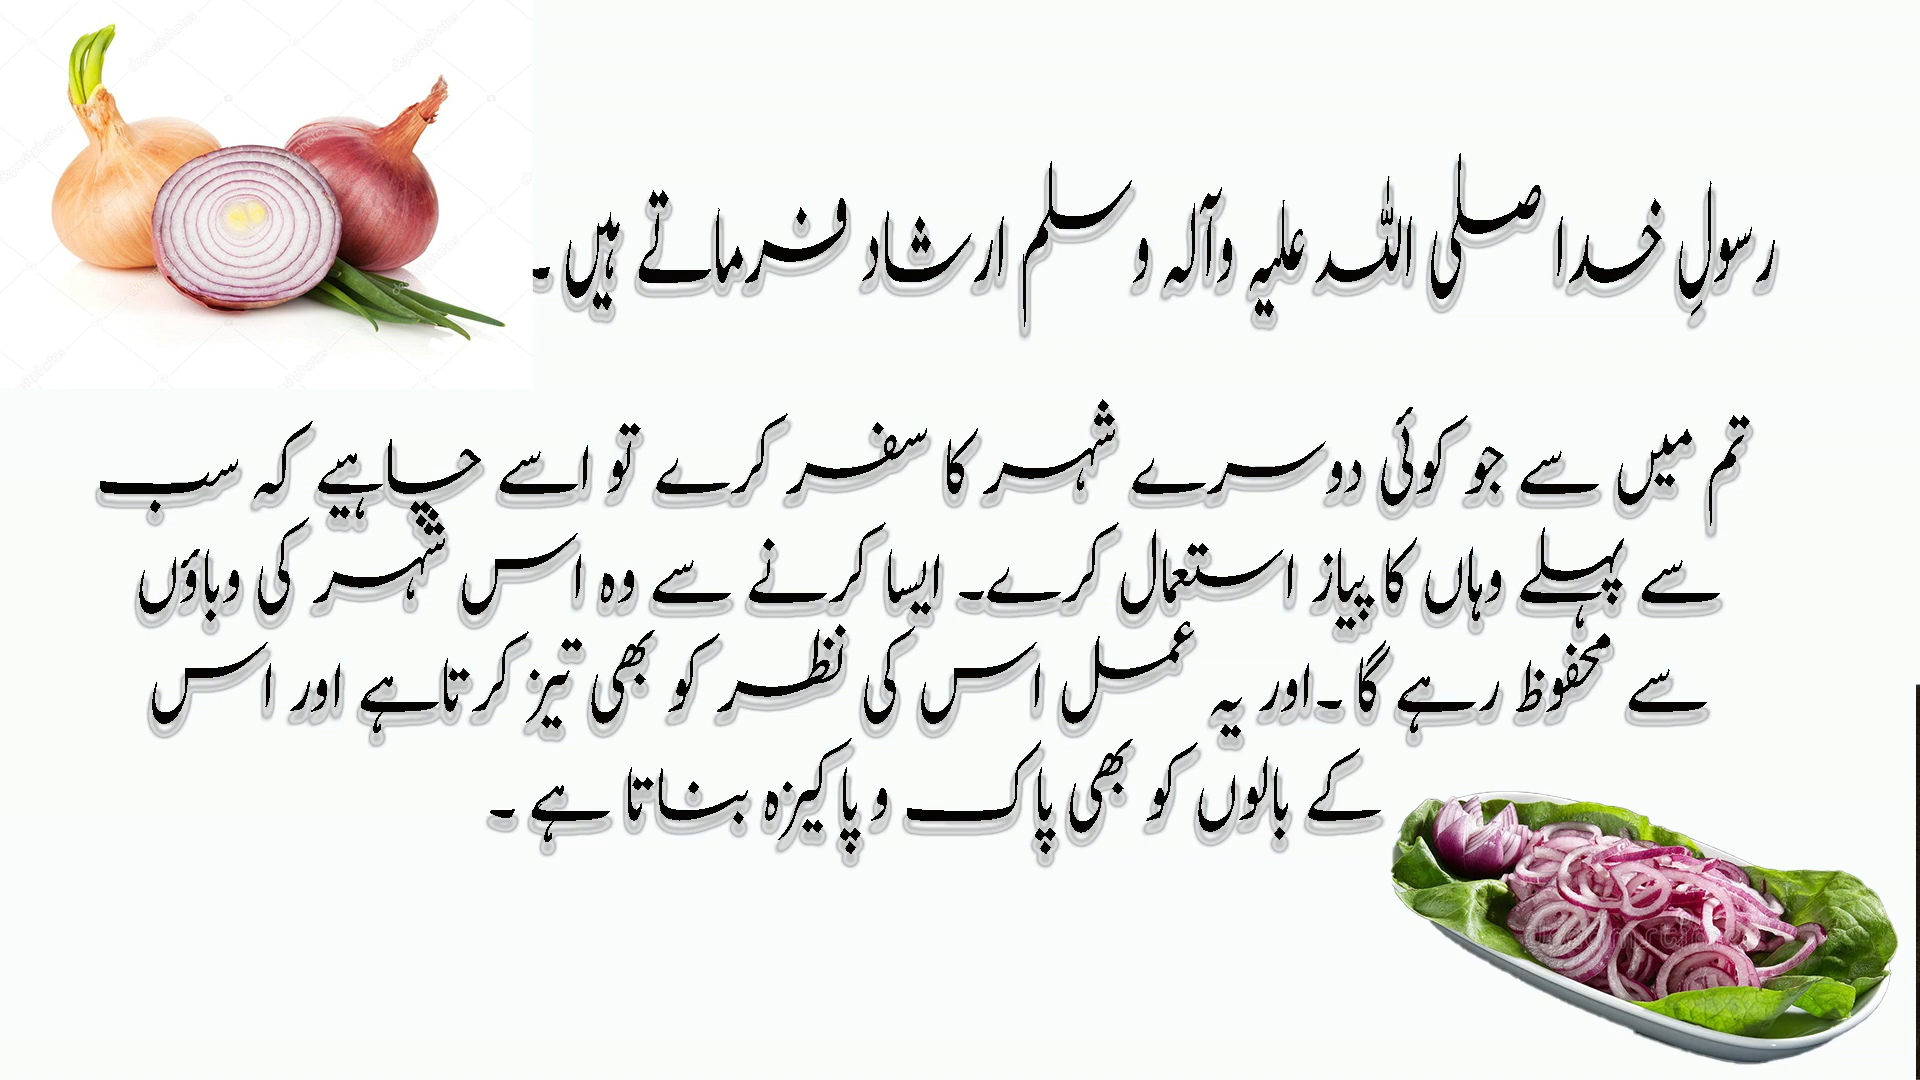 رسولِ خدا صلی اللہ علیہ وآلہ وسلم ارشاد فرماتے ہیں۔
تم میں سے جو کوئی دوسرے شہر کا سفر کرے تو اسے چاہیے کہ سب
سے پہلے وہاں کا پیاز استعمال کرے۔ ایسا کرنے سے وہ اس شہر کی وباؤں
سے محفوظ رہے گا۔اور یہ عمل اس کی نظر کو بھی تیز کرتاہے اور اس
کے بالوں کو بھی پاک و پاکیزہ بناتا ہے ۔